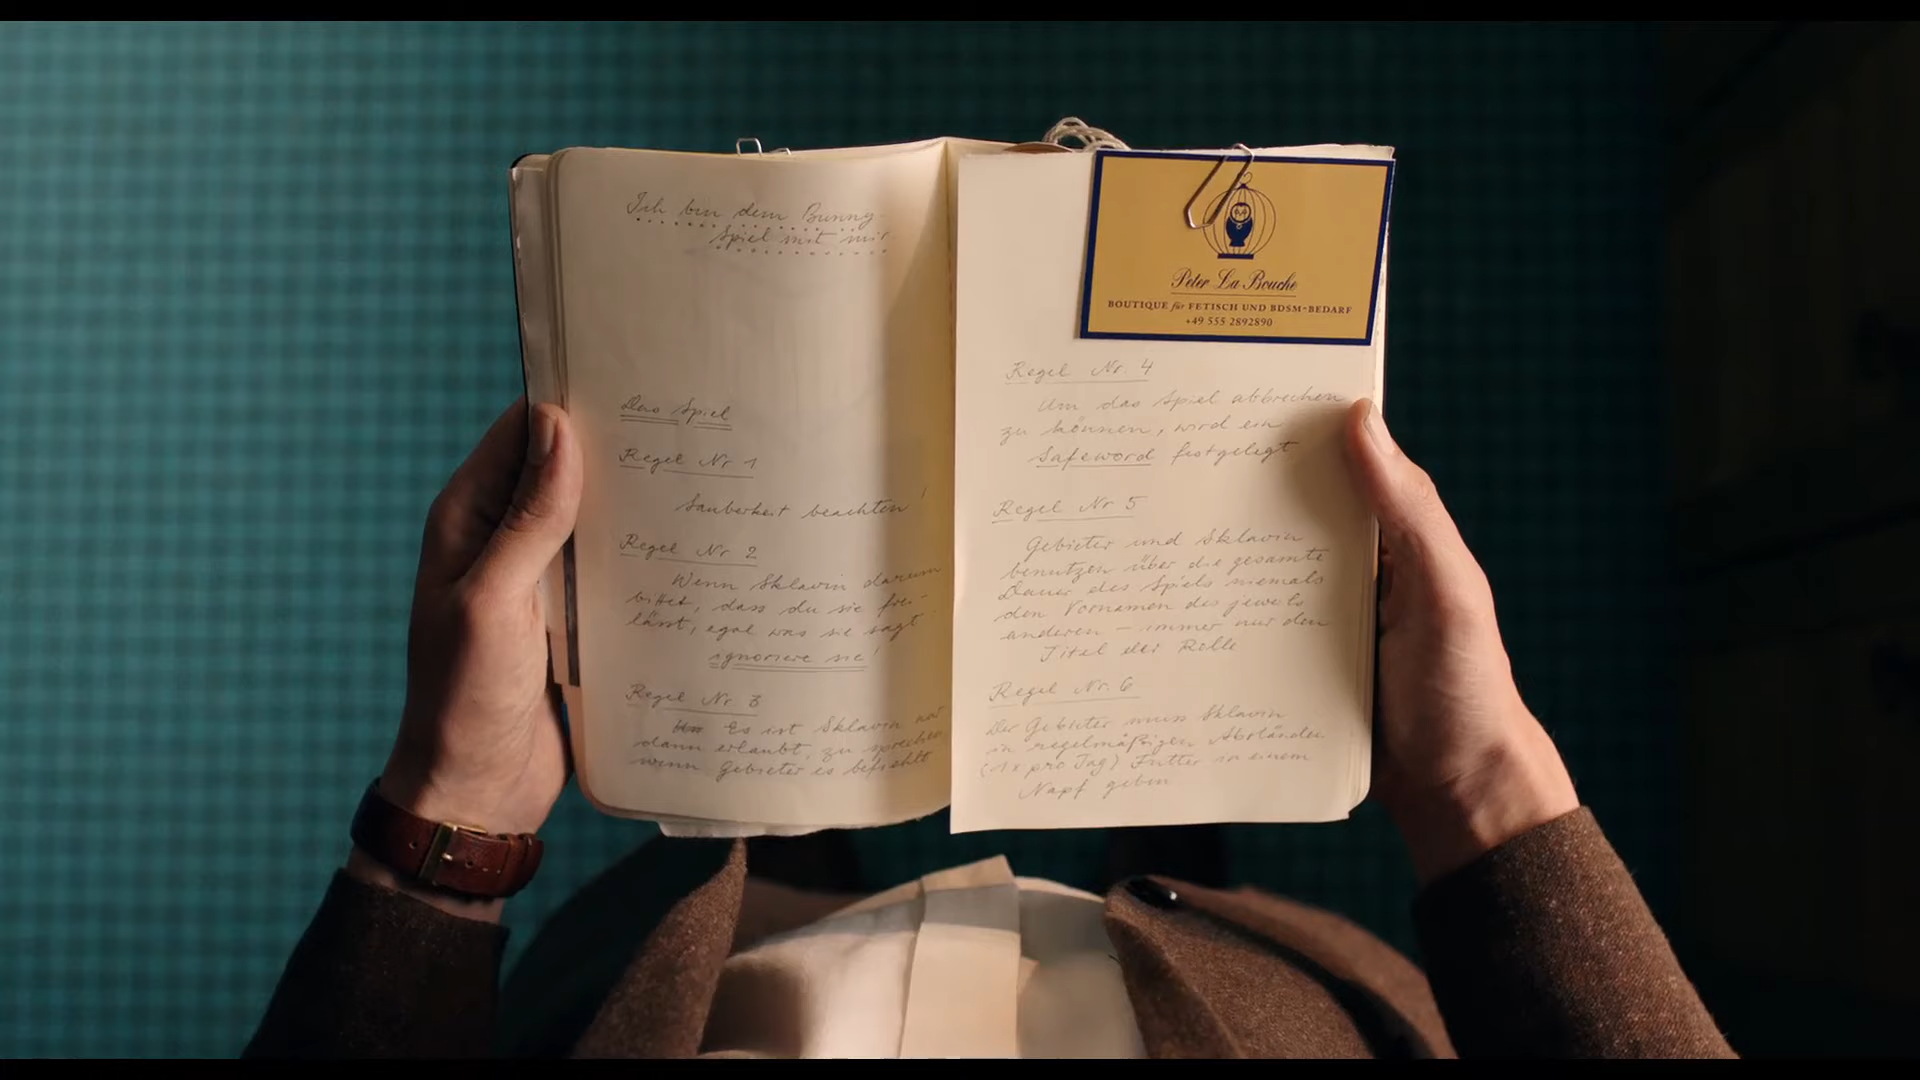 Ich bin dein Bunny-
Spiel mit mir
Das Spiel
Regel Nr 1
Sauberkeit beachten!
Regel Nr. 2
Wenn Sklavin darum
bittet, dass du sie frei-
lässt, egal was sie sagt:
ignoriere sie!
Regel Nr 3
Es ist Sklavin nur
dann erlaubt, zu sprechen
wenn Gebieter es befiehlt
Peter La Bouche
BOUTIQUE für FETISCH UND BDSM-BEDARF
+49 555 2892890
Regel Nr. 4
Um das Spiel abbrechen
zu können, wird ein
Safeword festgelegt
Regel Nr 5
Gebieter und Sklavin
benutzen über die gesamte
Dauer des Spiels niemals
den Vornamen des jeweils
anderen – immer nur den
Titel der Rolle
Regel Nr. 6
Der Gebieter muss Sklavin
in regelmäßigen Abständen
(1x pro Tag) Futter in einem
Napf geben